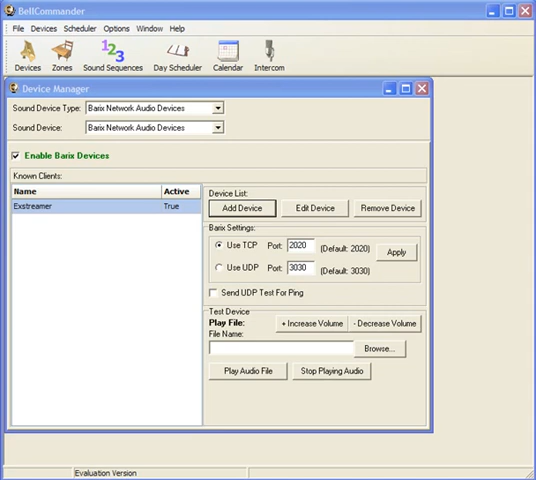 BellCommander
File Devices Scheduler Options Window Help
1 2 3
Devices Zones Sound Sequences Day Scheduler Calendar Intercom
Device Manager
Sound Device Type: Barix Network Audio Devices
Sound Device: Barix Network Audio Devices
Enable Barix Devices
Known Clients:
Name Active
Exstreamer True
Device List:
Add Device Edit Device Remove Device
Barix Settings:
Use TCP Port: 2020 (Default: 2020)
Apply
Use UDP Port: 3030 (Default: 3030)
Send UDP Test For Ping
Test Device
Play File: + Increase Volume - Decrease Volume
File Name:
Browse...
Play Audio File Stop Playing Audio
Evaluation Version